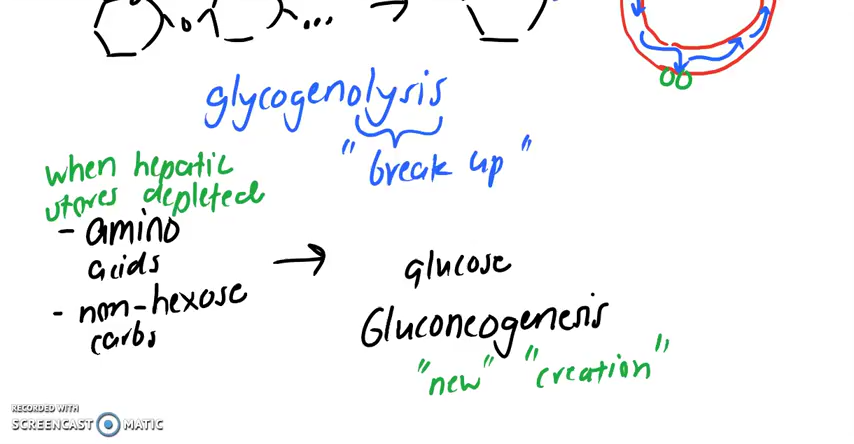 glycogenolysis
"break up"
when hepatic
stores depleted
- amino
acids
- non-hexose
carbs
→ glucose
Gluconeogenesis
"new" "creation"
RECORDED WITH
SCREENCAST MATIC